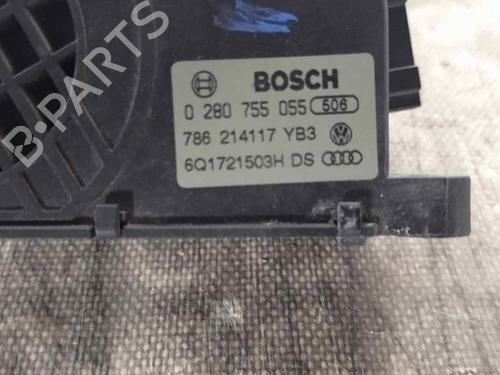 BOSCH
0 280 755 055 506
786 214117 YB3
6Q1721503H DS
B-Parts